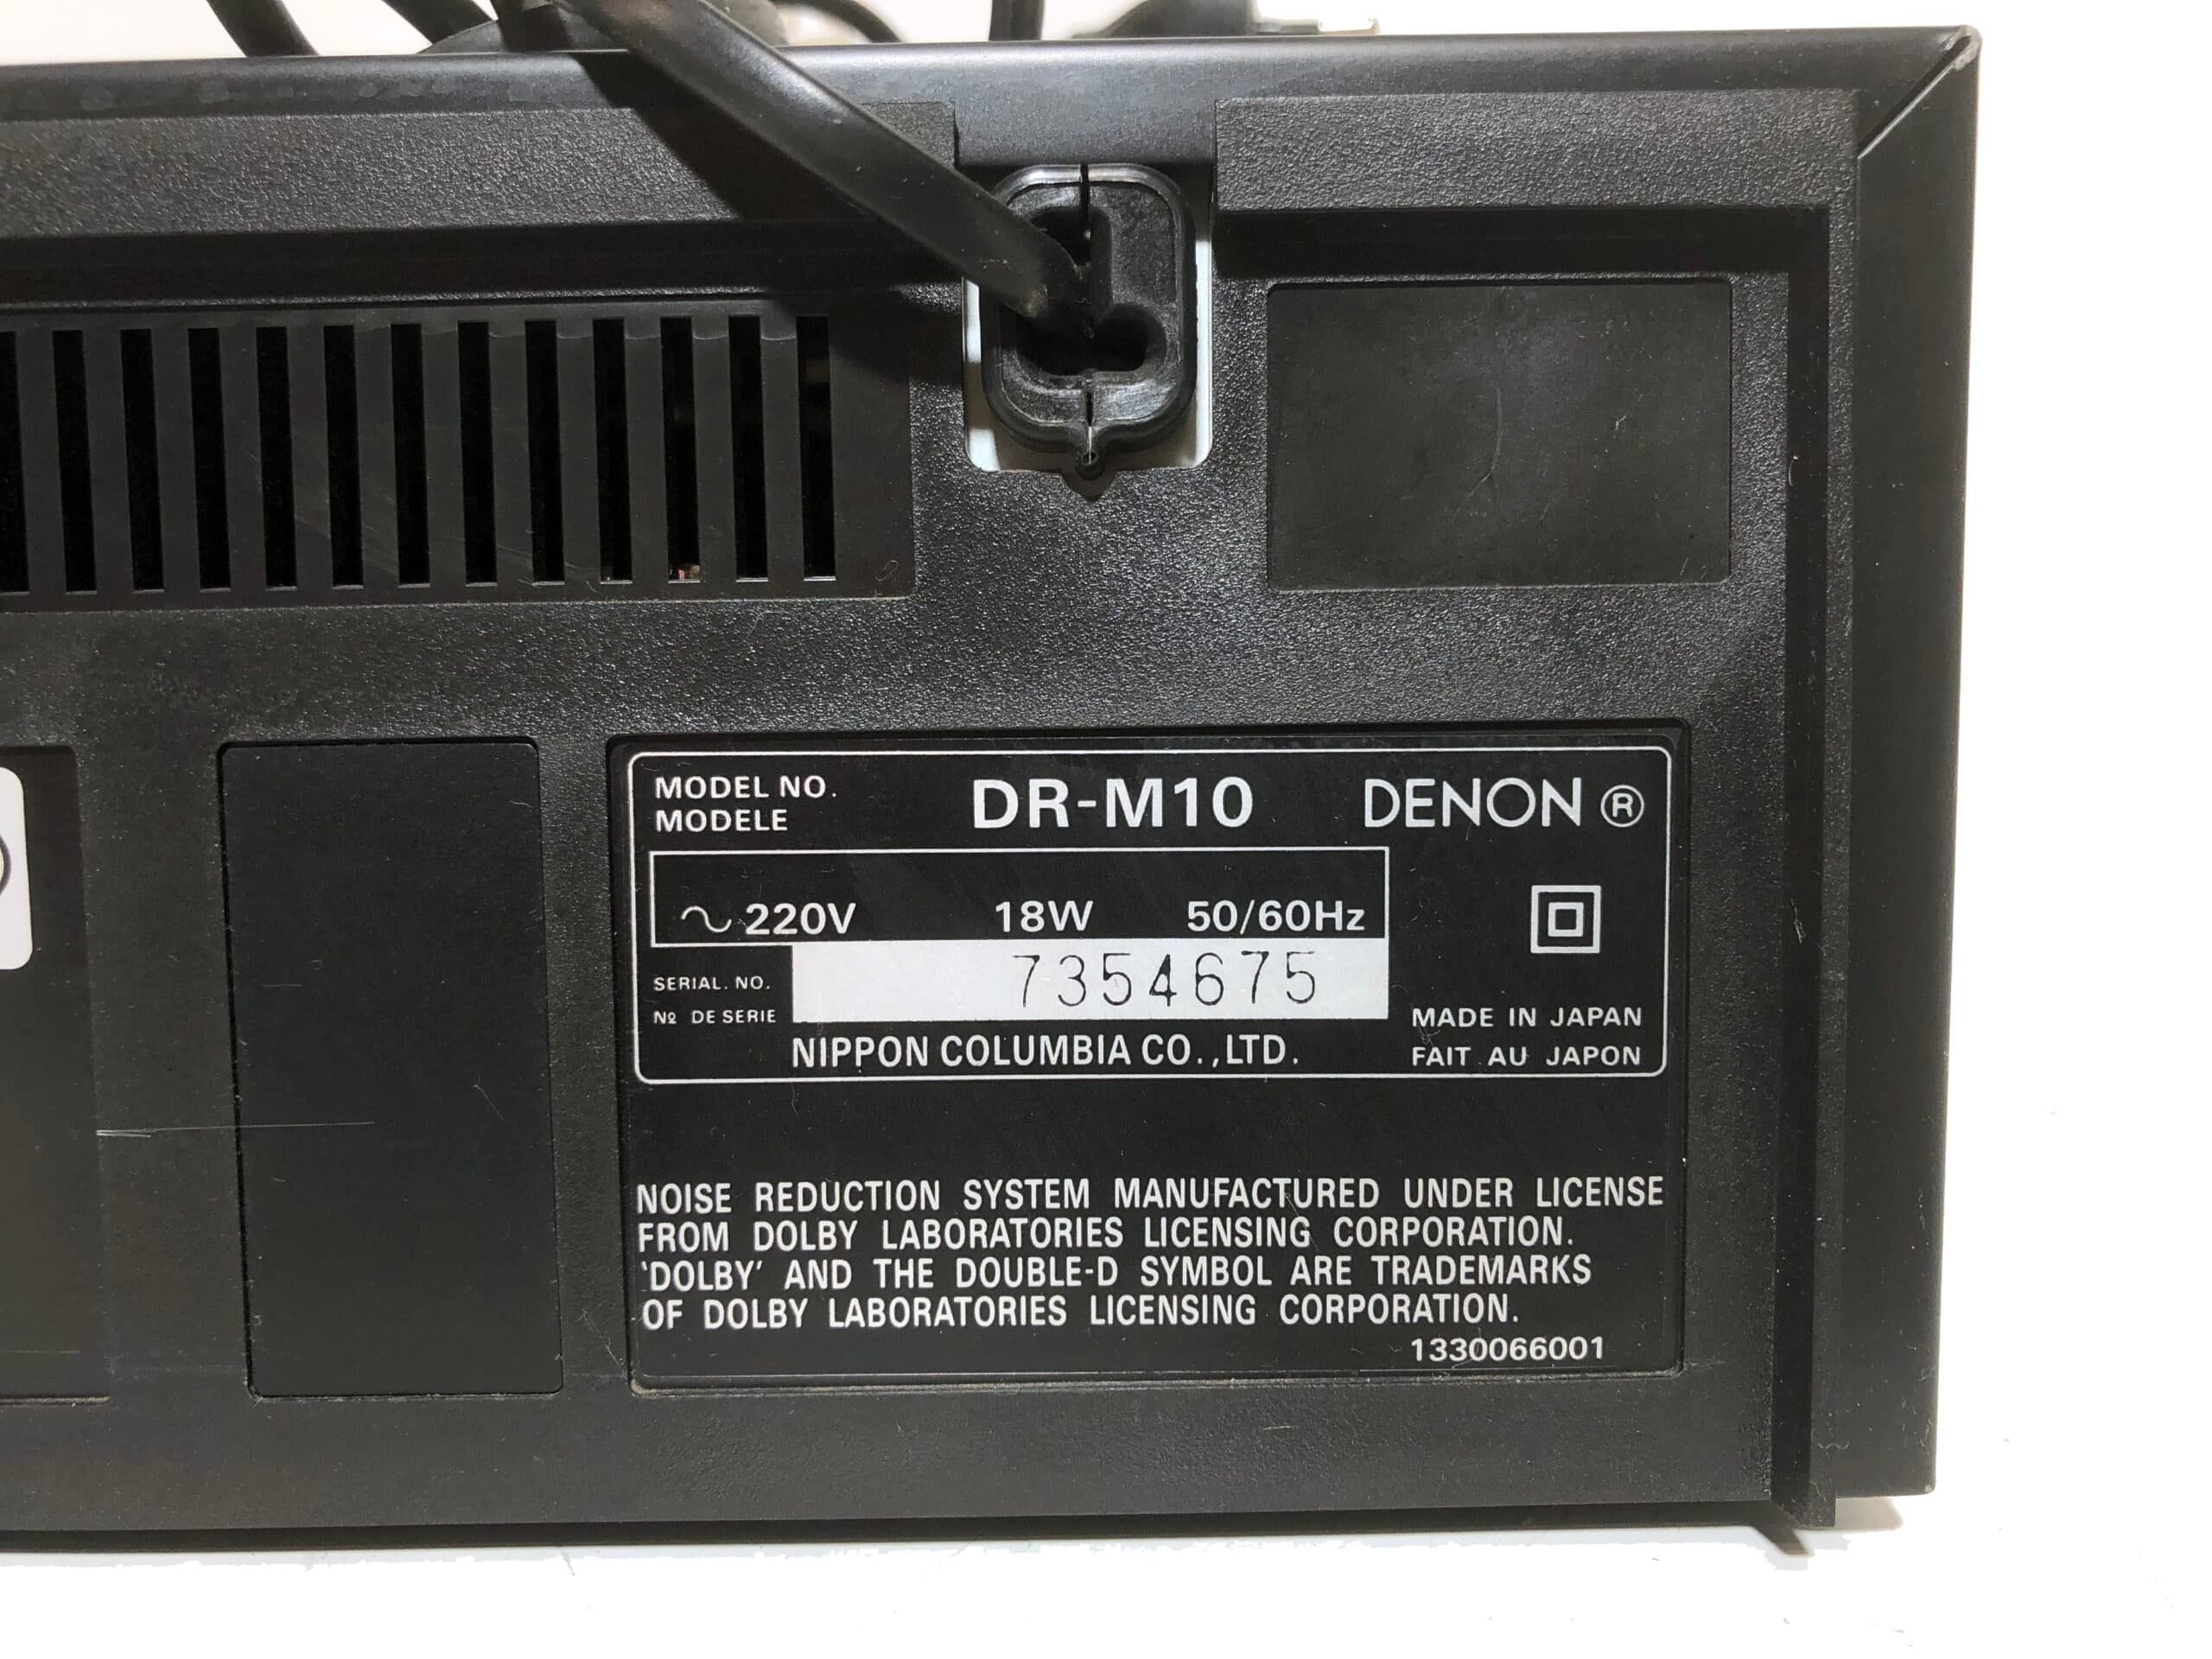 MODEL NO.
MODELE
DR-M10
DENON ®
~ 220V 18W 50/60Hz
SERIAL. NO.
Nº DE SERIE
7354675
NIPPON COLUMBIA CO.,LTD.
MADE IN JAPAN
FAIT AU JAPON
NOISE REDUCTION SYSTEM MANUFACTURED UNDER LICENSE
FROM DOLBY LABORATORIES LICENSING CORPORATION.
'DOLBY' AND THE DOUBLE-D SYMBOL ARE TRADEMARKS
OF DOLBY LABORATORIES LICENSING CORPORATION.
1330066001